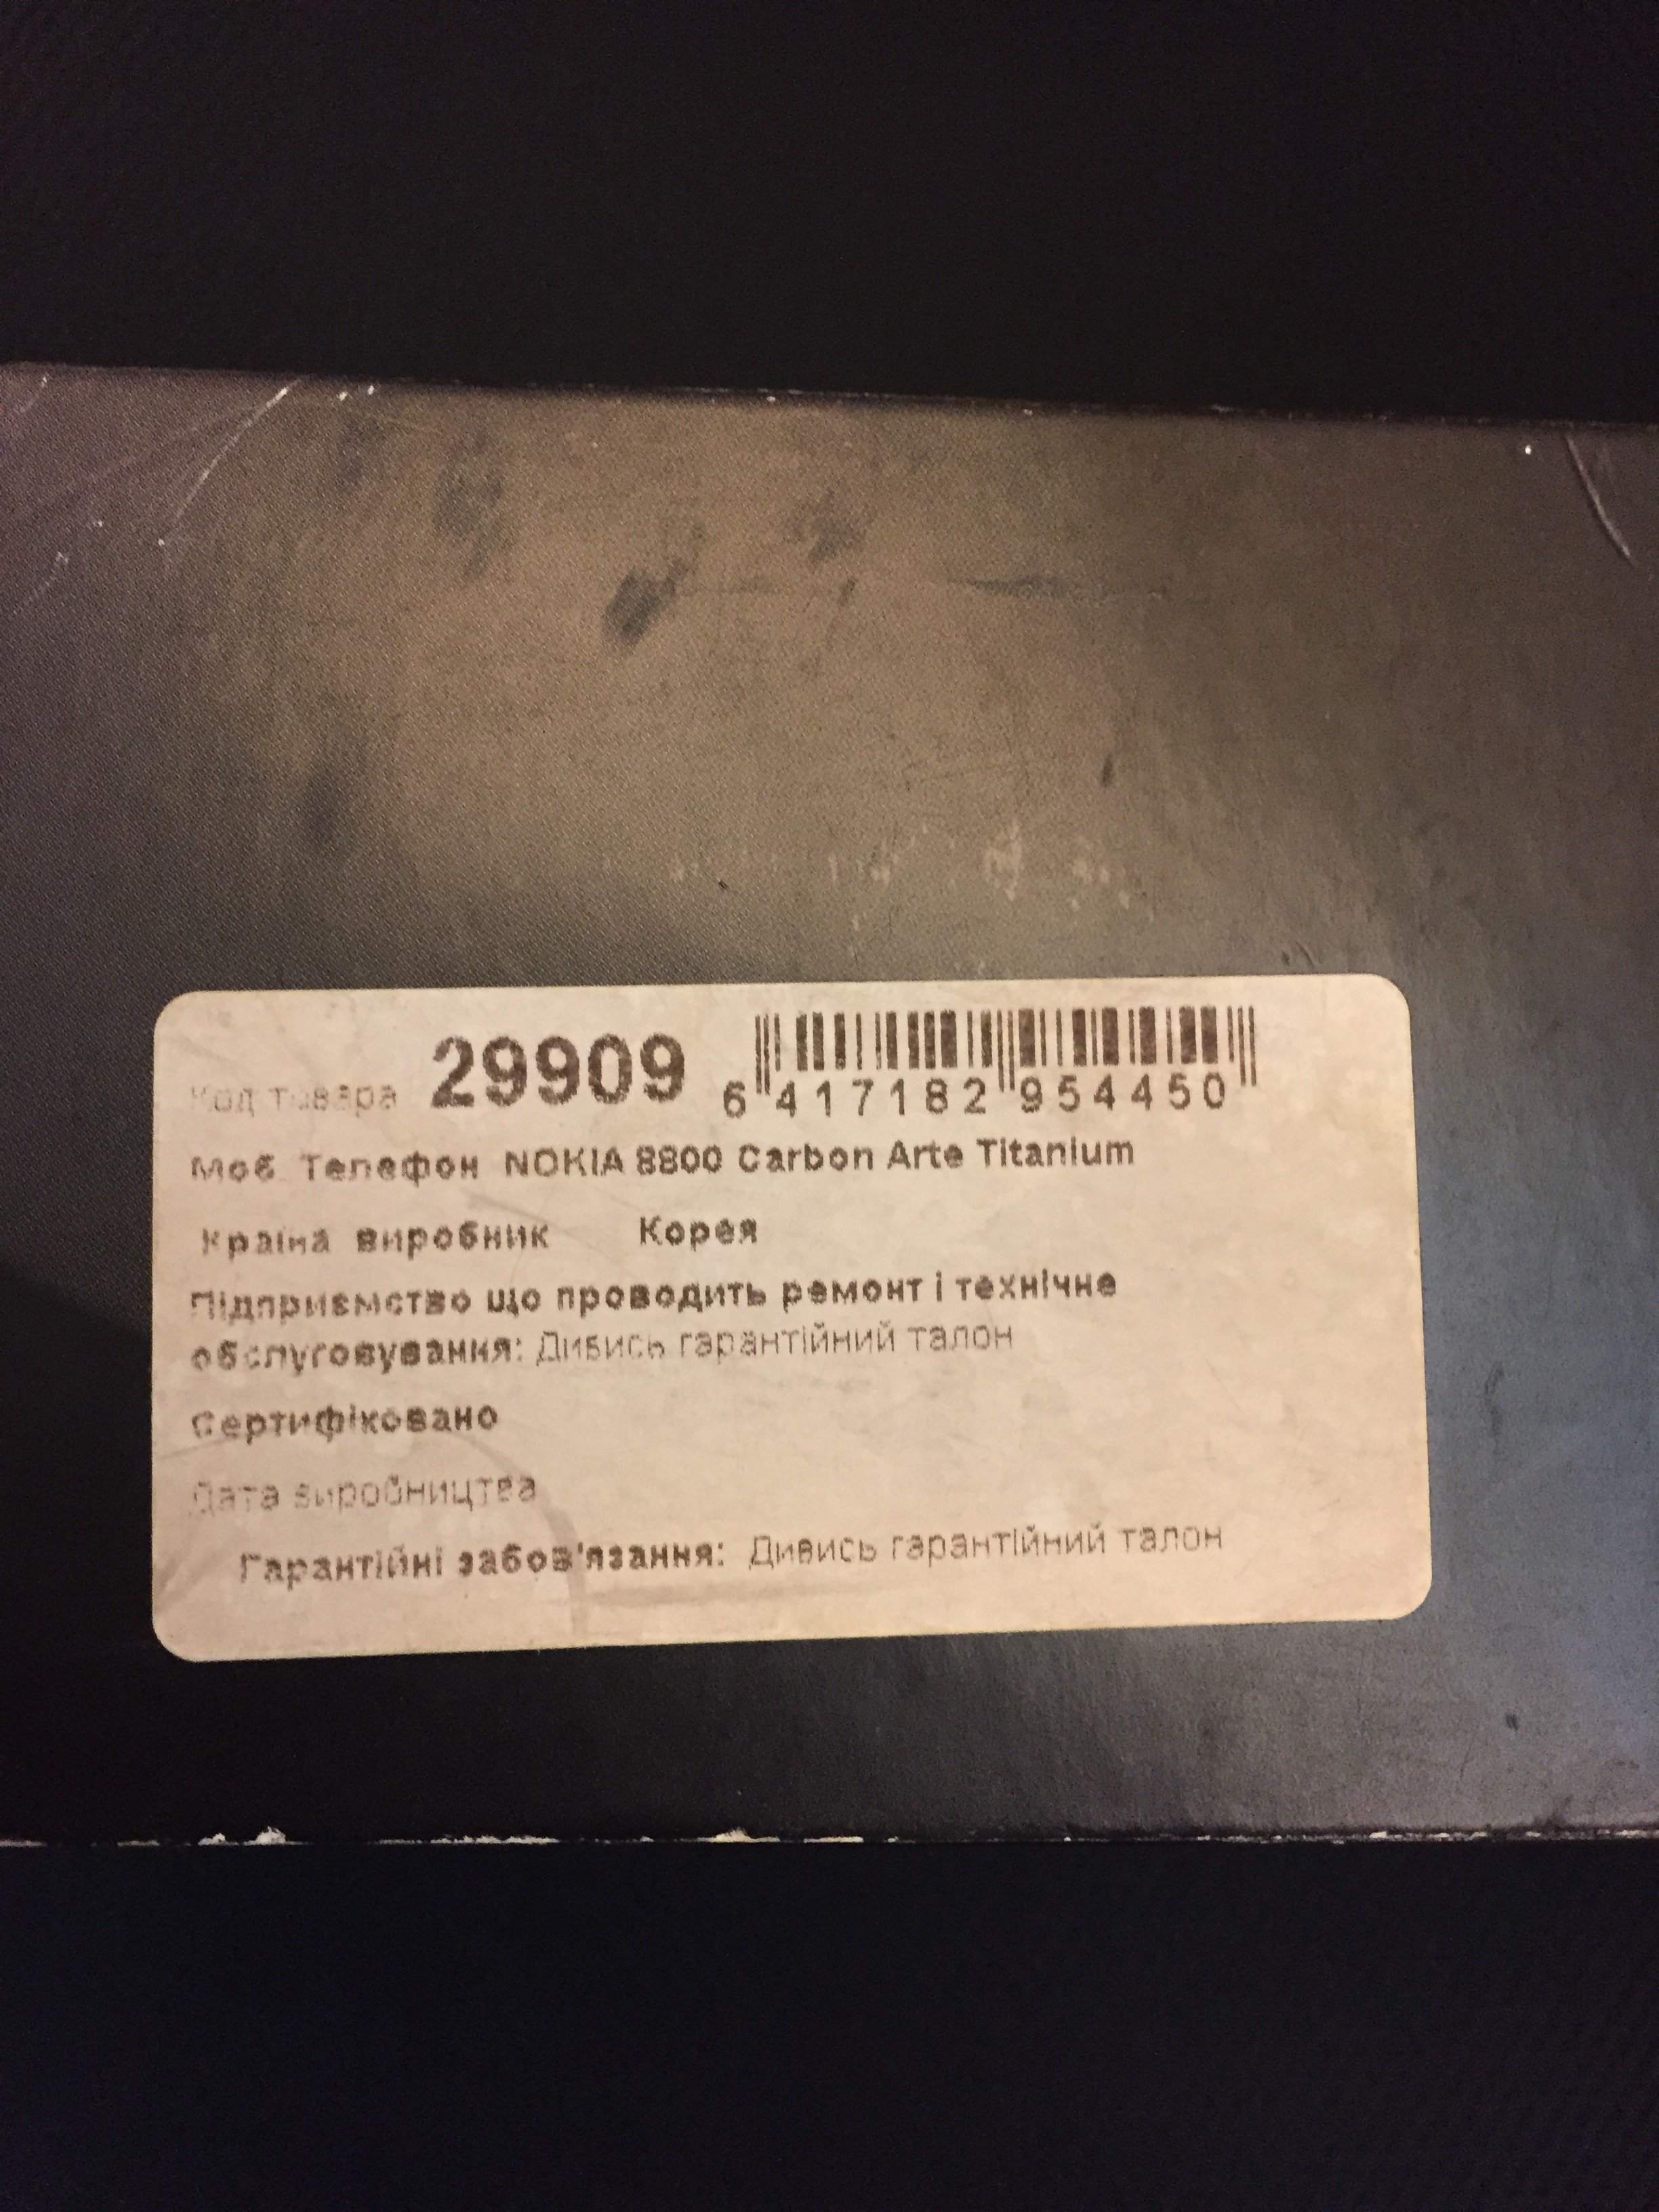 Код товара 29909 6 417182 954450
Моб Телефон NOKIA 8800 Carbon Arte Titanium
Країна виробник Корея
Підприємство що проводить ремонт і технічне
обслуговування: Дивись гарантійний талон
Сертифіковано
Дата виробництва
Гарантійні забов'язання: Дивись гарантійний талон